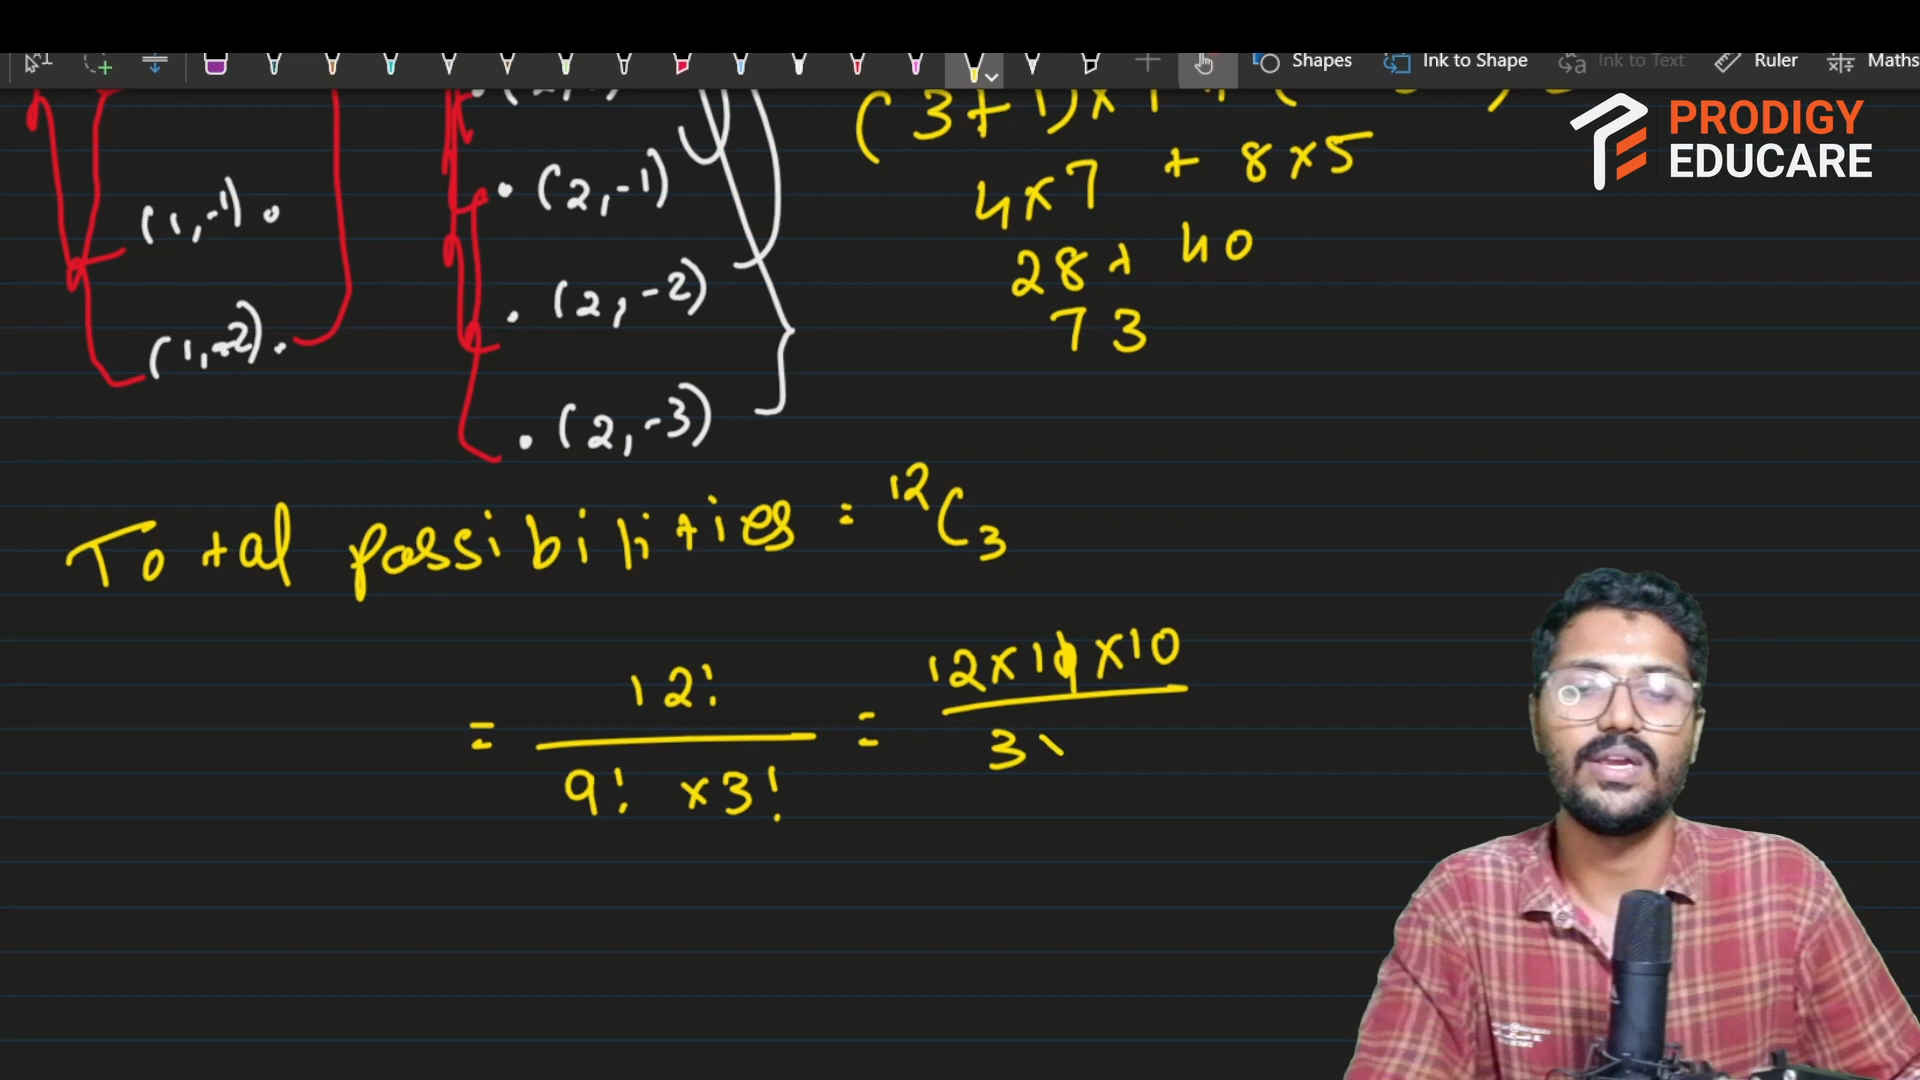 Shapes
Ink to Shape
Ink to Text
Ruler
Maths
PRODIGY
EDUCARE
(3+1)×
4×7 + 8×5
28+ 40
73
(1,-1)
(1,-2)
(2,-1)
(2,-2)
(2,-3)
Total possibilities = ¹²C₃
= 12! / 9! ×3! = 12×11×10 / 3